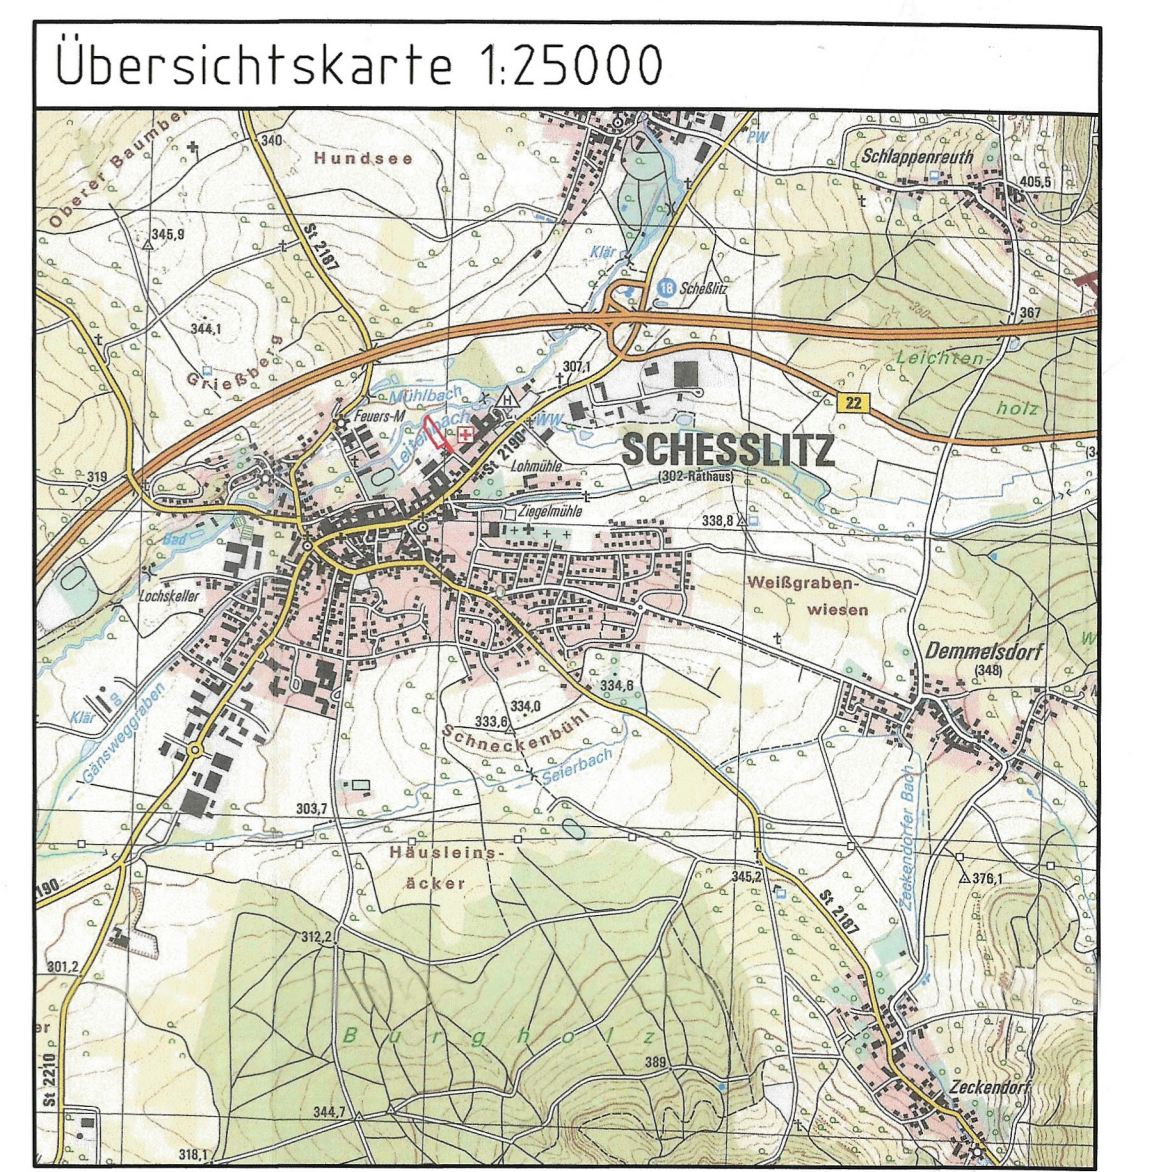 Übersichtskarte 1:25000
340
Hundsee
PW
Schlappenreuth
405,5
345,9
St 2187
Klär
18 Scheßlitz
367
344,1
Grießberg
307,1
Leichten-
holz
Mühlbach
H
22
Feuers-M
Leitenbach
WW
St 2190
SCHESSLITZ
(302-Rathaus)
319
Lohmühle
Ziegelmühle
338,8
Bad
Weißgraben-
wiesen
Lochskeller
Demmelsdorf
(348)
334,6
334,0
333,6
Schneckenbühl
Klär
Gänsweggraben
Seierbach
Zeckendorfer Bach
303,7
Häusleins-
äcker
190
345,2
376,1
St 2187
312,2
301,2
er
Burgholz
389
St 2210
Zeckendorf
344,7
318,1